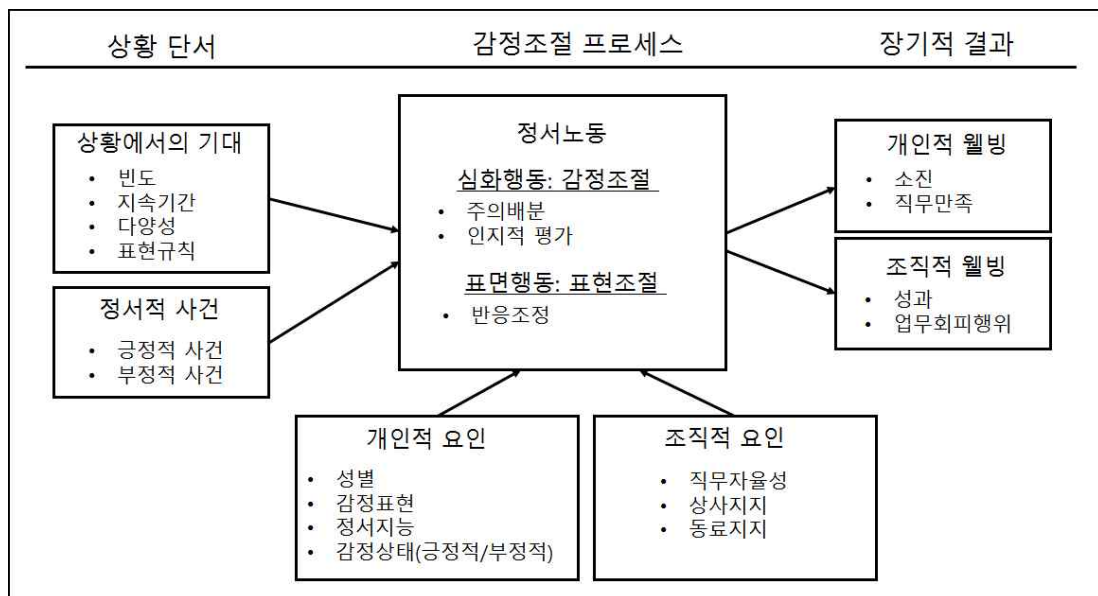 상황 단서
감정조절 프로세스
장기적 결과
상황에서의 기대
• 빈도
• 지속기간
• 다양성
• 표현규칙
정서적 사건
• 긍정적 사건
• 부정적 사건
정서노동
심화행동: 감정조절
• 주의배분
• 인지적 평가
표면행동: 표현조절
• 반응조정
개인적 웰빙
• 소진
• 직무만족
조직적 웰빙
• 성과
• 업무회피행위
개인적 요인
• 성별
• 감정표현
• 정서지능
• 감정상태(긍정적/부정적)
조직적 요인
• 직무자율성
• 상사지지
• 동료지지